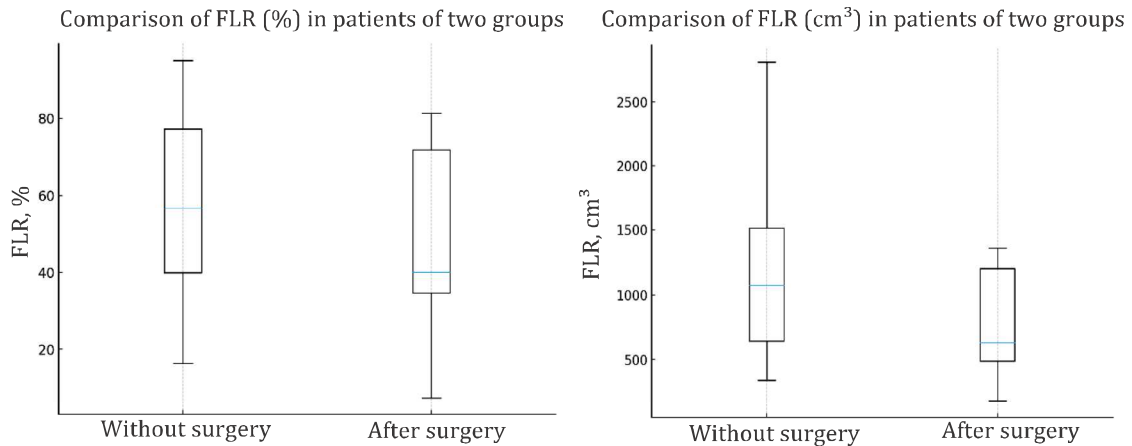 Comparison of FLR (%) in patients of two groups
FLR, %
80
60
40
20
Without surgery
After surgery
Comparison of FLR (cm³) in patients of two groups
FLR, cm³
2500
2000
1500
1000
500
Without surgery
After surgery